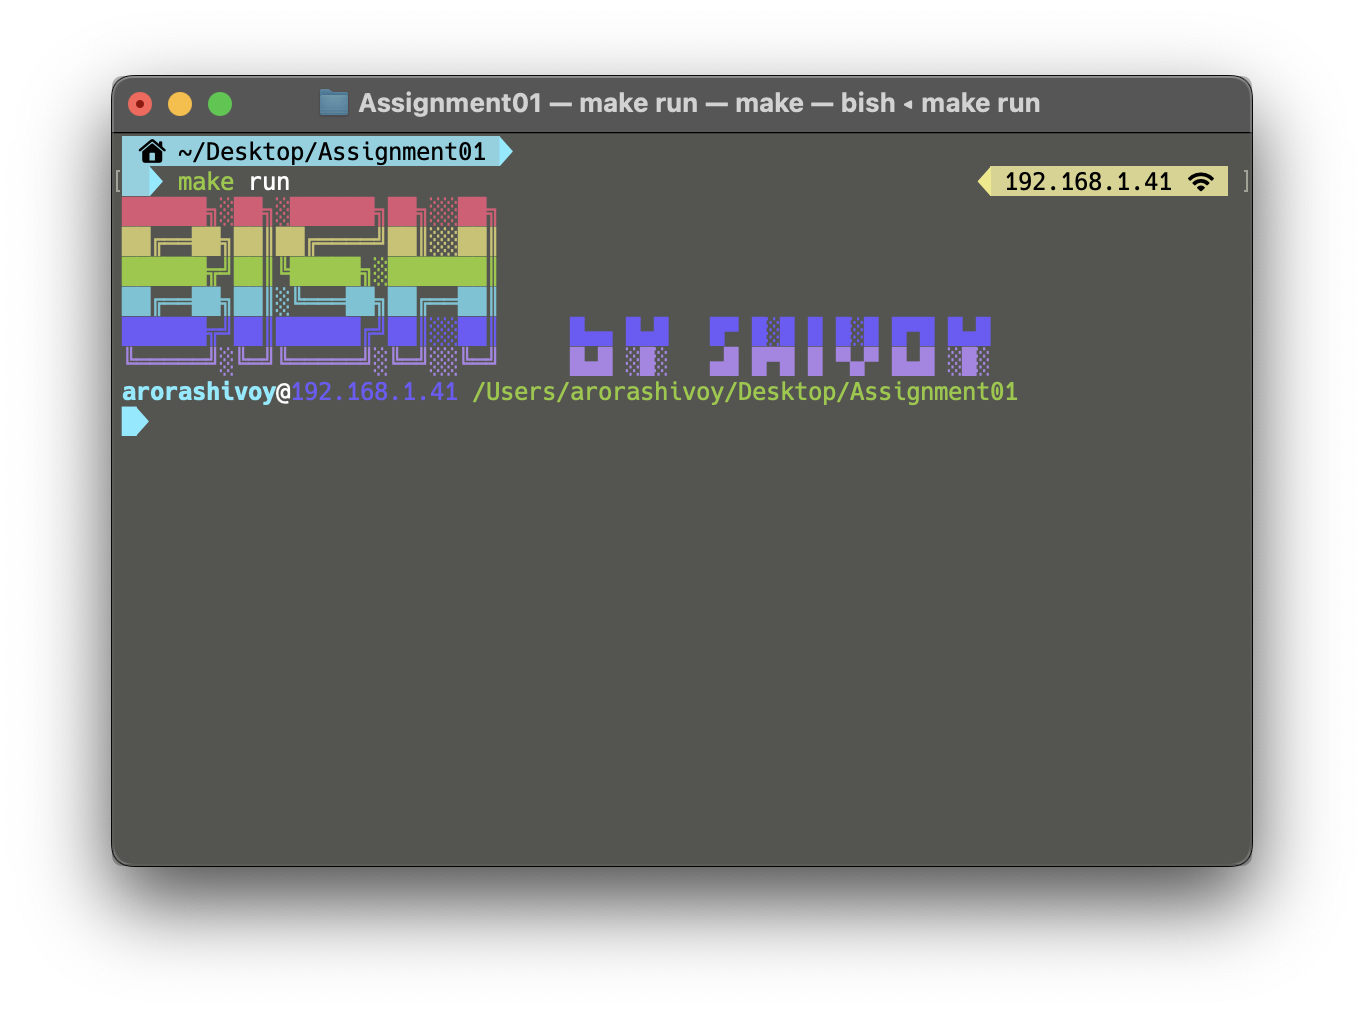 Assignment01 — make run — make — bish ◂ make run
~/Desktop/Assignment01
make run 192.168.1.41
BISH
BY SHIVOY
arorashivoy@192.168.1.41 /Users/arorashivoy/Desktop/Assignment01